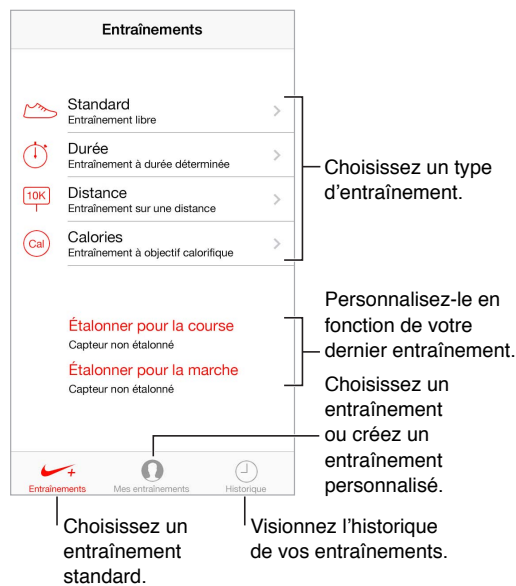 Entraînements
Standard
Entraînement libre
Durée
Entraînement à durée déterminée
10K
Distance
Entraînement sur une distance
Cal
Calories
Entraînement à objectif calorifique
Choisissez un type
d’entraînement.
Étalonner pour la course
Capteur non étalonné
Étalonner pour la marche
Capteur non étalonné
Personnalisez-le en
fonction de votre
dernier entraînement.
Choisissez un
entraînement
ou créez un
entraînement
personnalisé.
Entraînements
Mes entraînements
Historique
Choisissez un
entraînement
standard.
Visionnez l’historique
de vos entraînements.